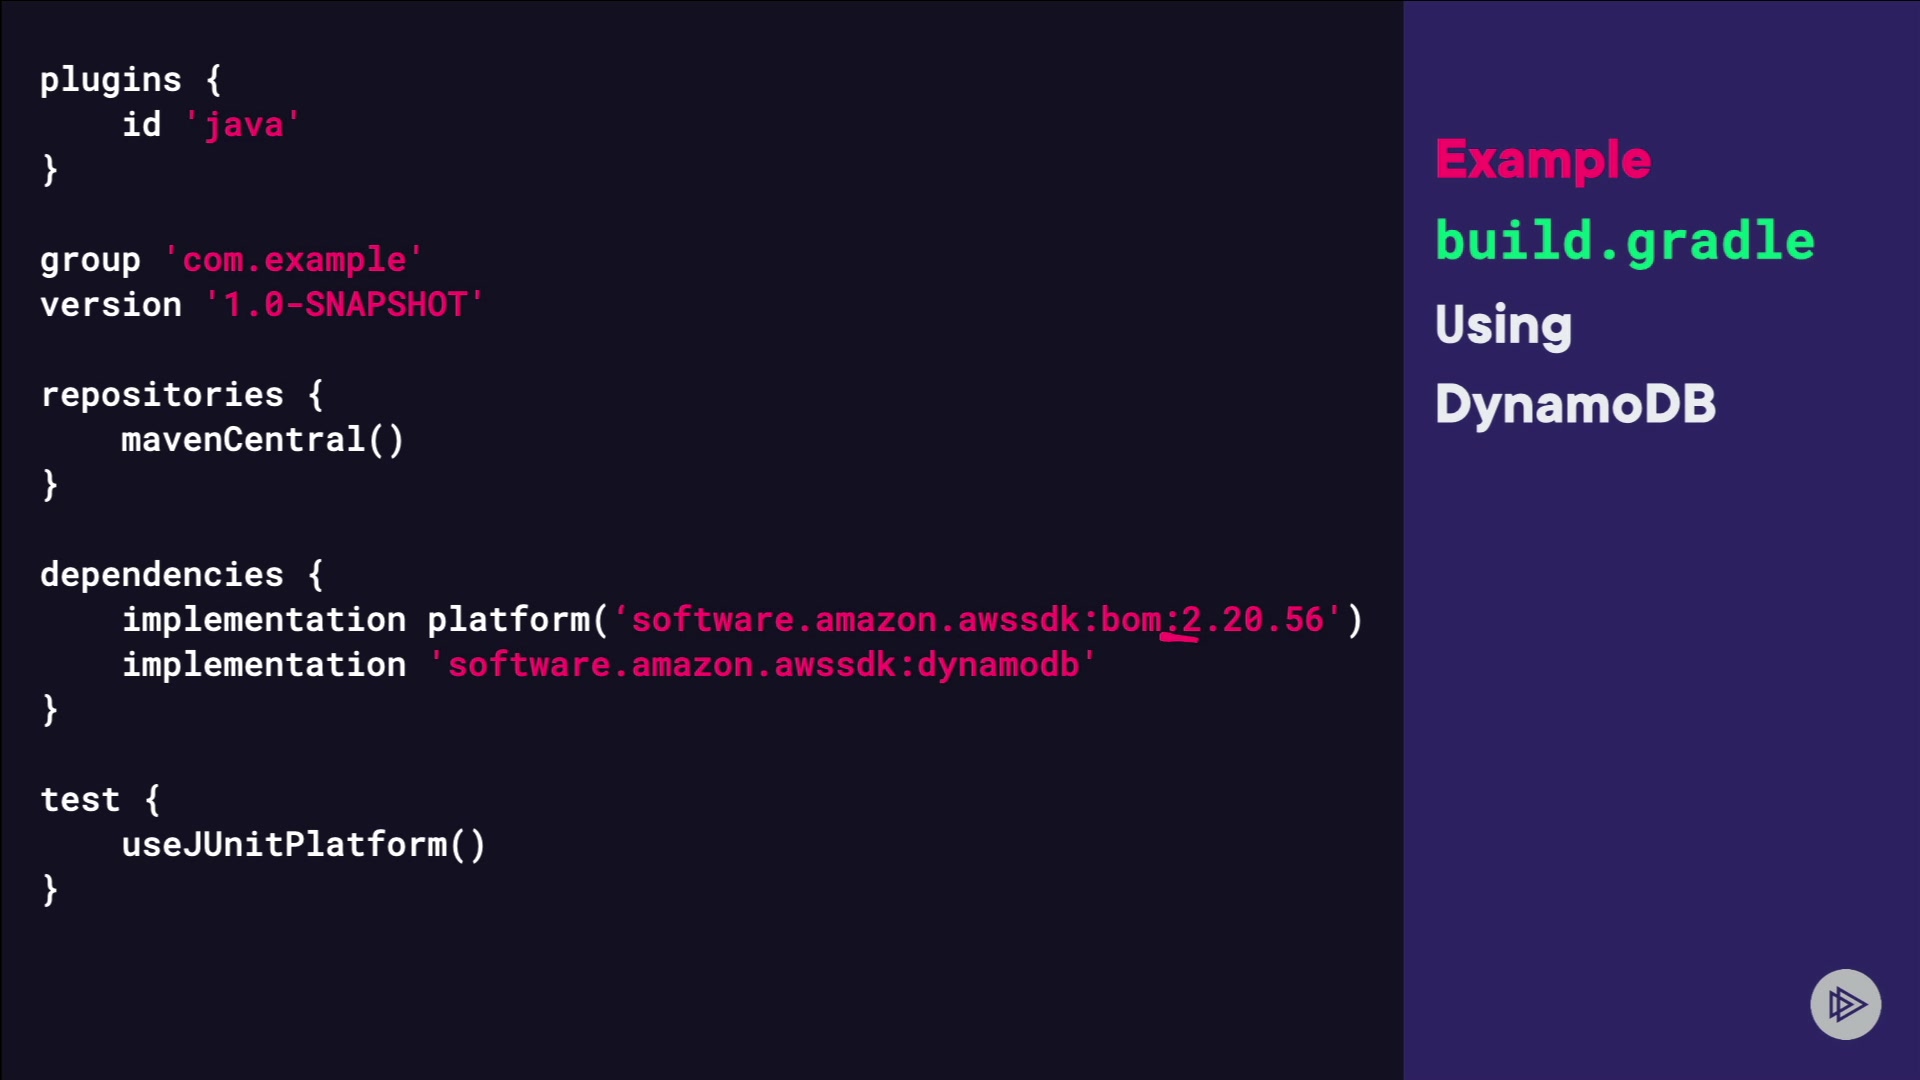 plugins {
    id 'java'
}

group 'com.example'
version '1.0-SNAPSHOT'

repositories {
    mavenCentral()
}

dependencies {
    implementation platform(‘software.amazon.awssdk:bom:2.20.56')
    implementation 'software.amazon.awssdk:dynamodb'
}

test {
    useJUnitPlatform()
}

Example
build.gradle
Using
DynamoDB